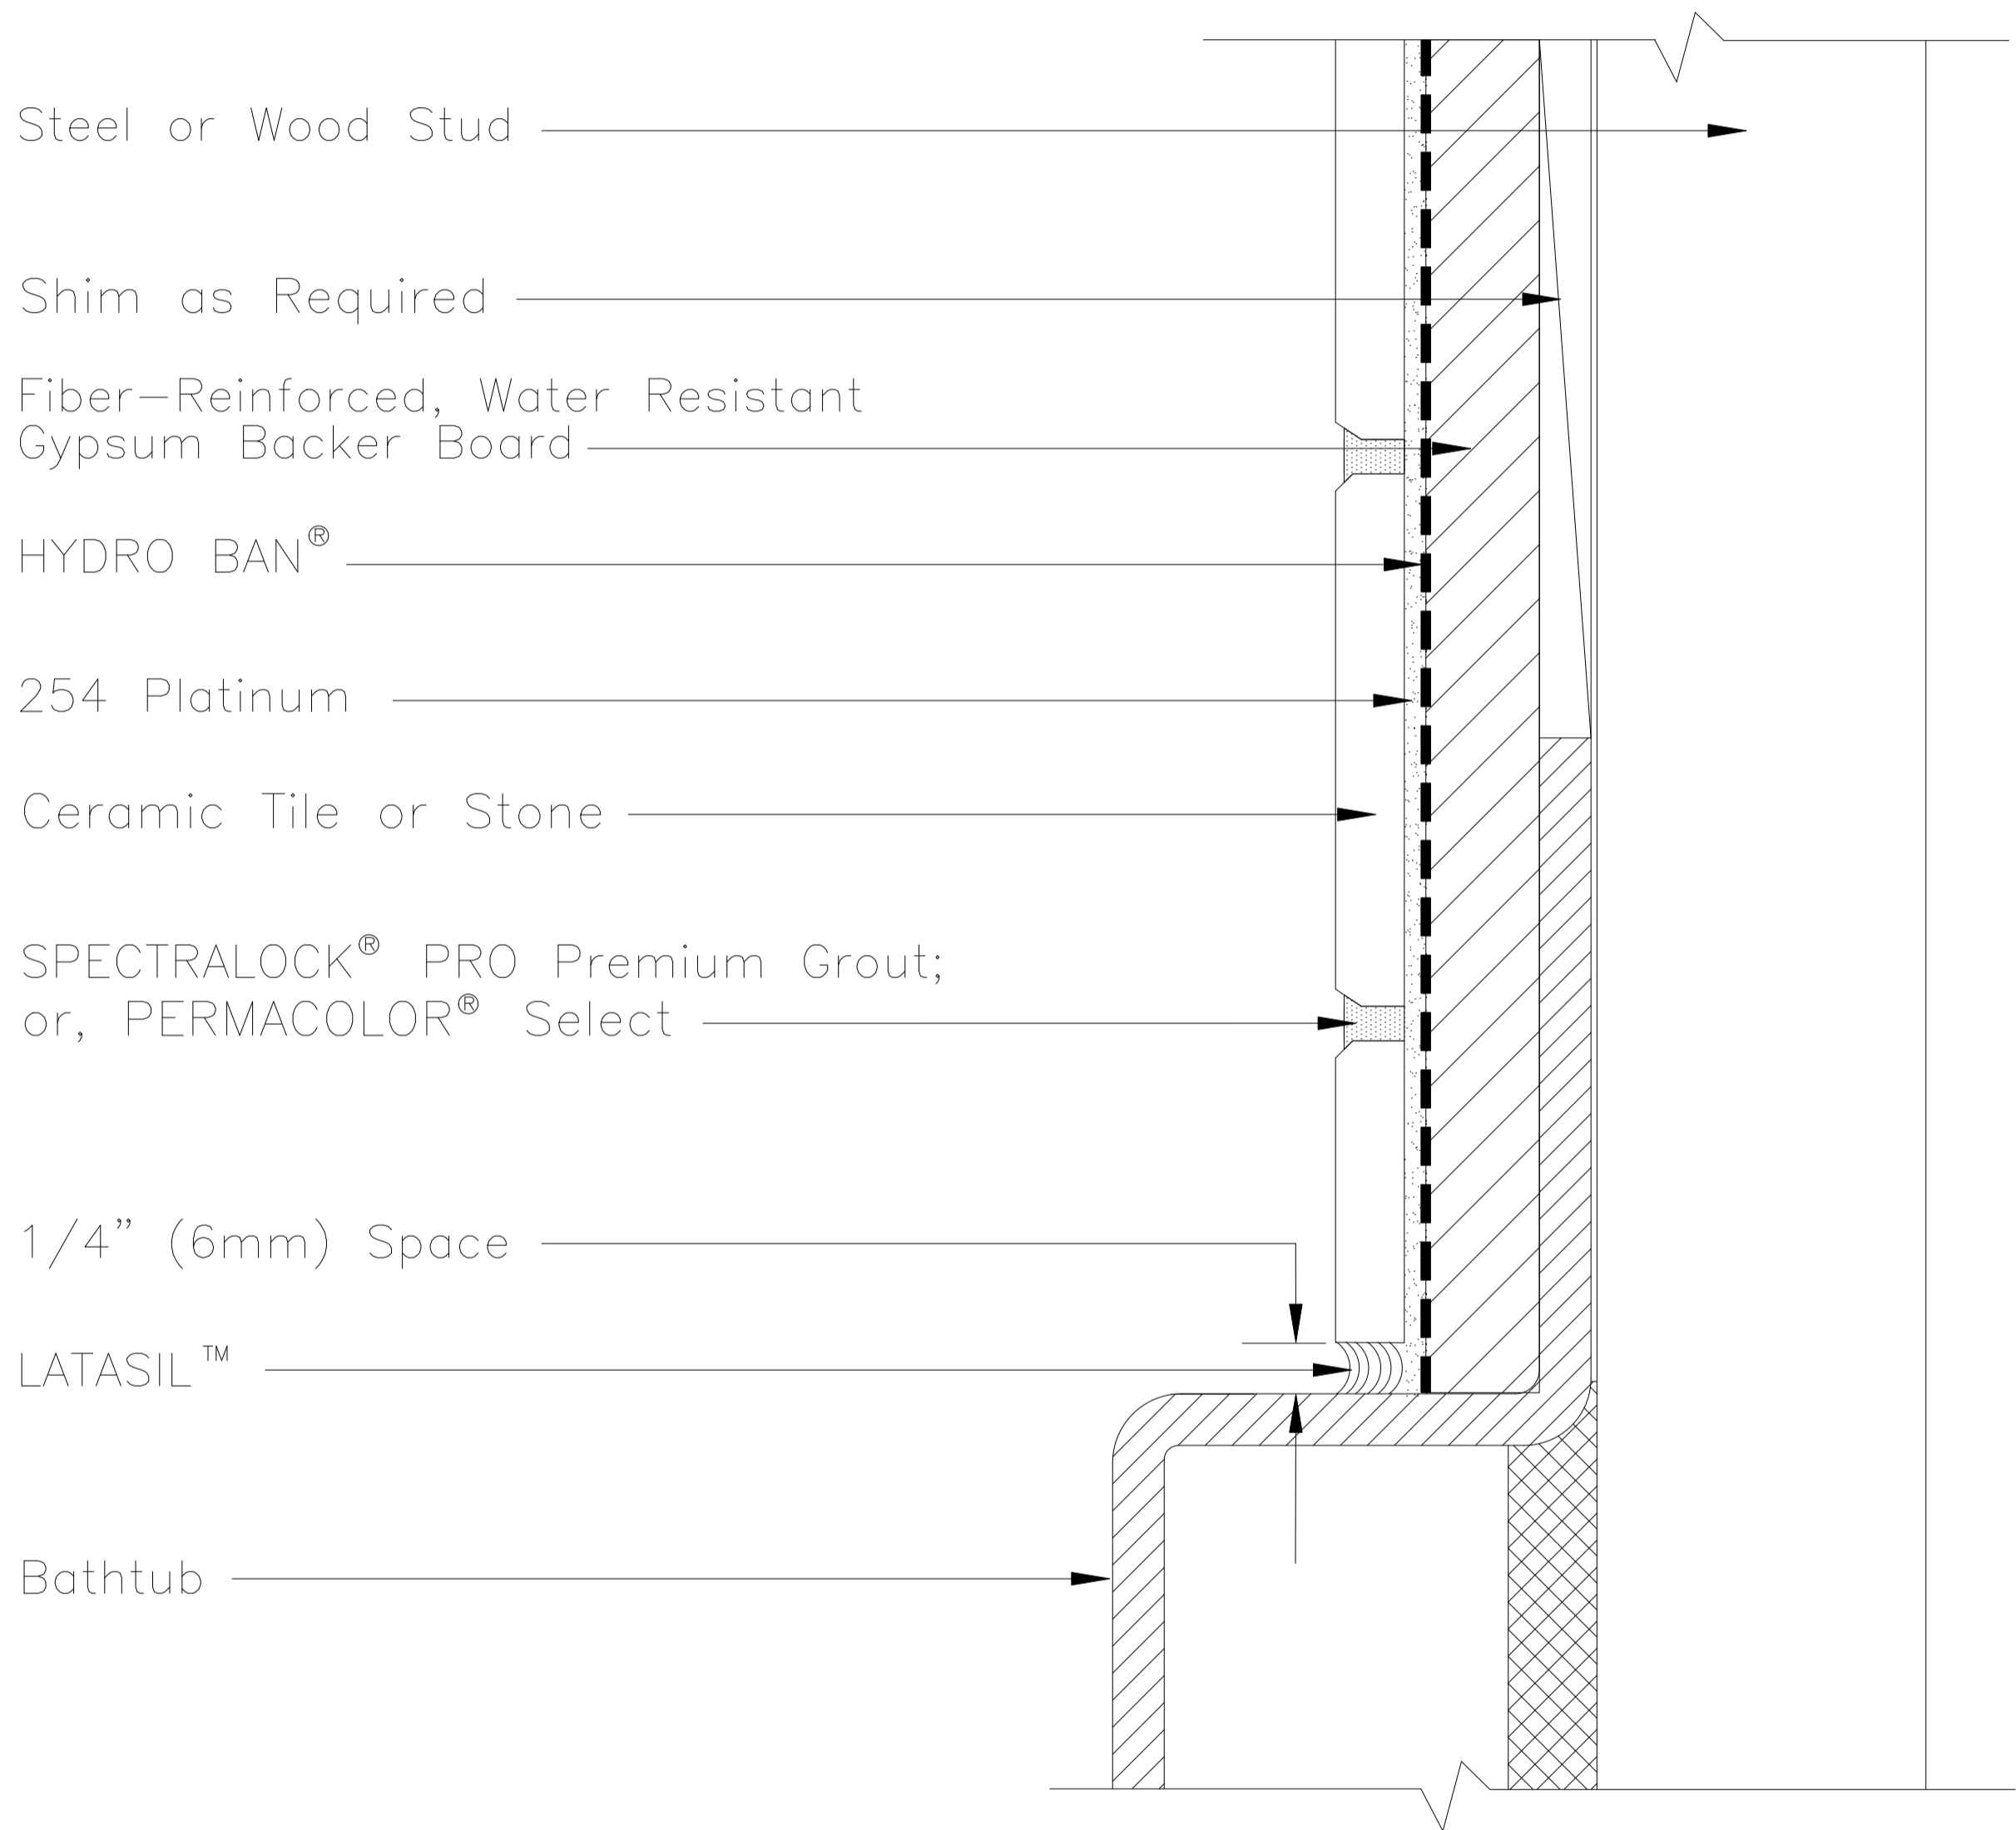 Steel or Wood Stud
Shim as Required
Fiber-Reinforced, Water Resistant
Gypsum Backer Board
HYDRO BAN®
254 Platinum
Ceramic Tile or Stone
SPECTRALOCK® PRO Premium Grout;
or, PERMACOLOR® Select
1/4” (6mm) Space
LATASIL™
Bathtub